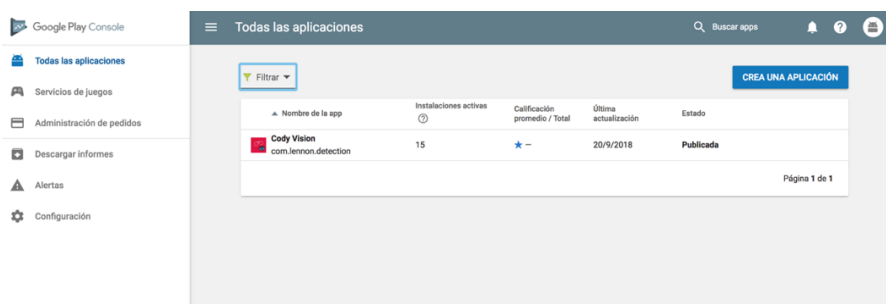 Google Play Console
Todas las aplicaciones
Buscar apps
Todas las aplicaciones
Servicios de juegos
Administración de pedidos
Descargar informes
Alertas
Configuración
Filtrar
CREA UNA APLICACIÓN
Nombre de la app
Instalaciones activas
Calificación
promedio / Total
Última
actualización
Estado
Cody Vision
com.lennon.detection
15
–
20/9/2018
Publicada
Página 1 de 1